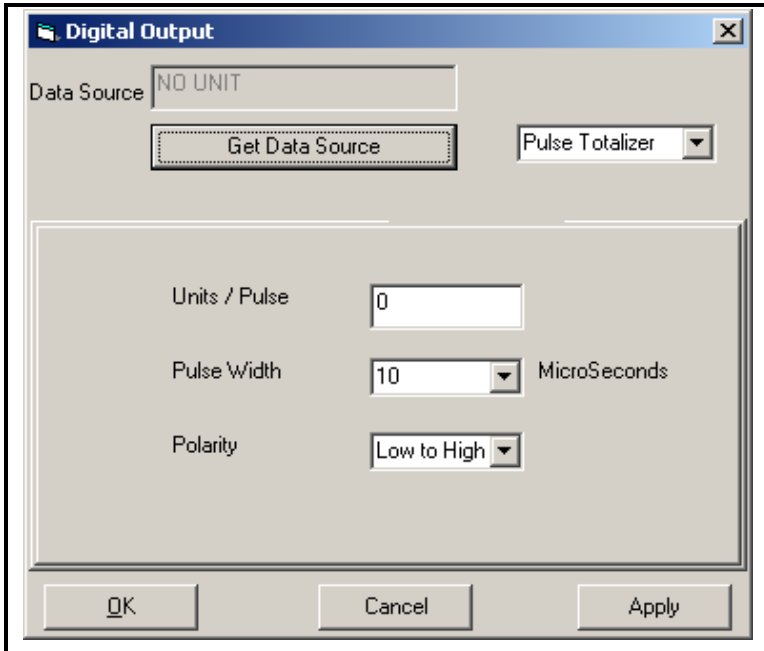 Digital Output
Data Source NO UNIT
Get Data Source Pulse Totalizer
Units / Pulse 0
Pulse Width 10 MicroSeconds
Polarity Low to High
OK Cancel Apply